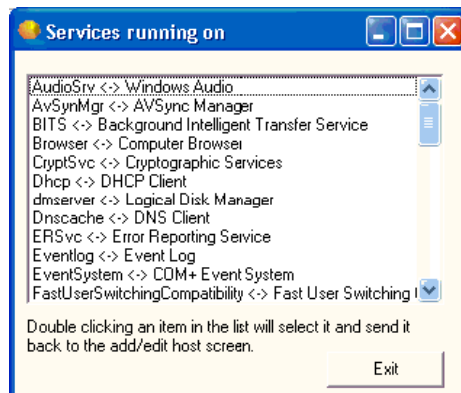 Services running on
AudioSrv <-> Windows Audio
AvSynMgr <-> AVSync Manager
BITS <-> Background Intelligent Transfer Service
Browser <-> Computer Browser
CryptSvc <-> Cryptographic Services
Dhcp <-> DHCP Client
dmserver <-> Logical Disk Manager
Dnscache <-> DNS Client
ERSvc <-> Error Reporting Service
Eventlog <-> Event Log
EventSystem <-> COM+ Event System
FastUserSwitchingCompatibility <-> Fast User Switching
Double clicking an item in the list will select it and send it
back to the add/edit host screen.
Exit